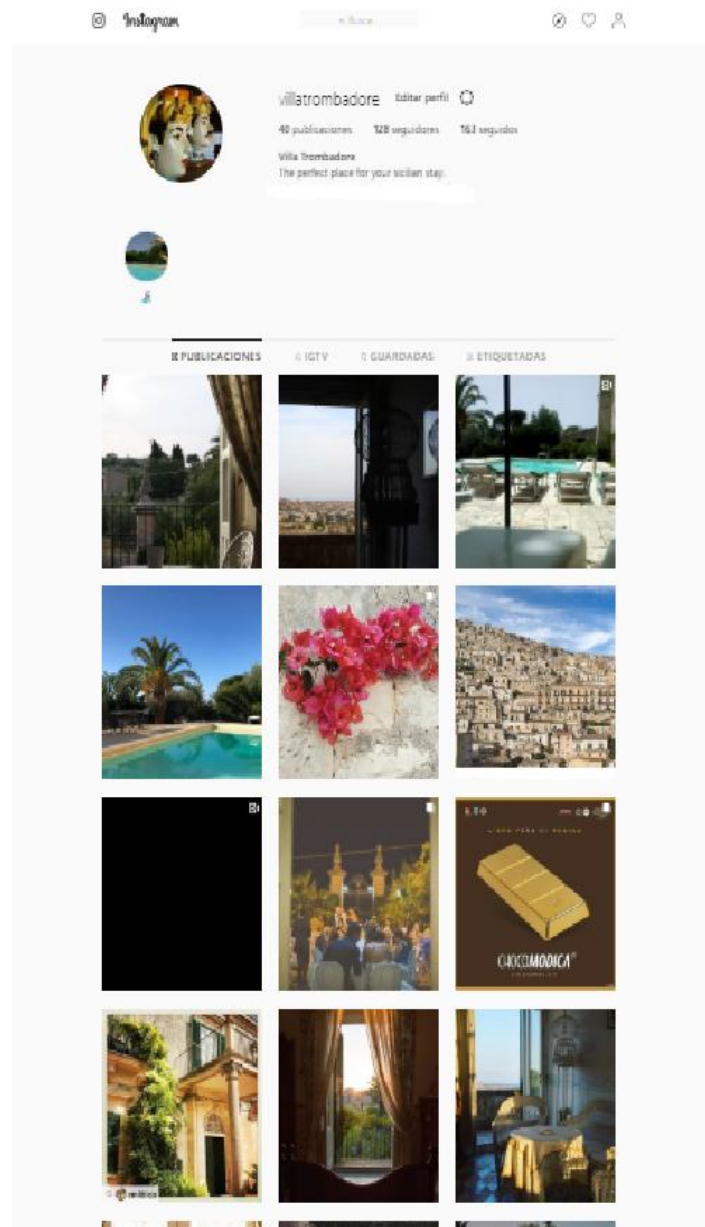 Instagram
villatrombadore Editar perfil
40 publicaciones 128 seguidores 163 seguidos
Villa Trombadore
The perfect place for your sicilian stay.
PUBLICACIONES IGTV GUARDADAS ETIQUETADAS
CHOCOMODICA